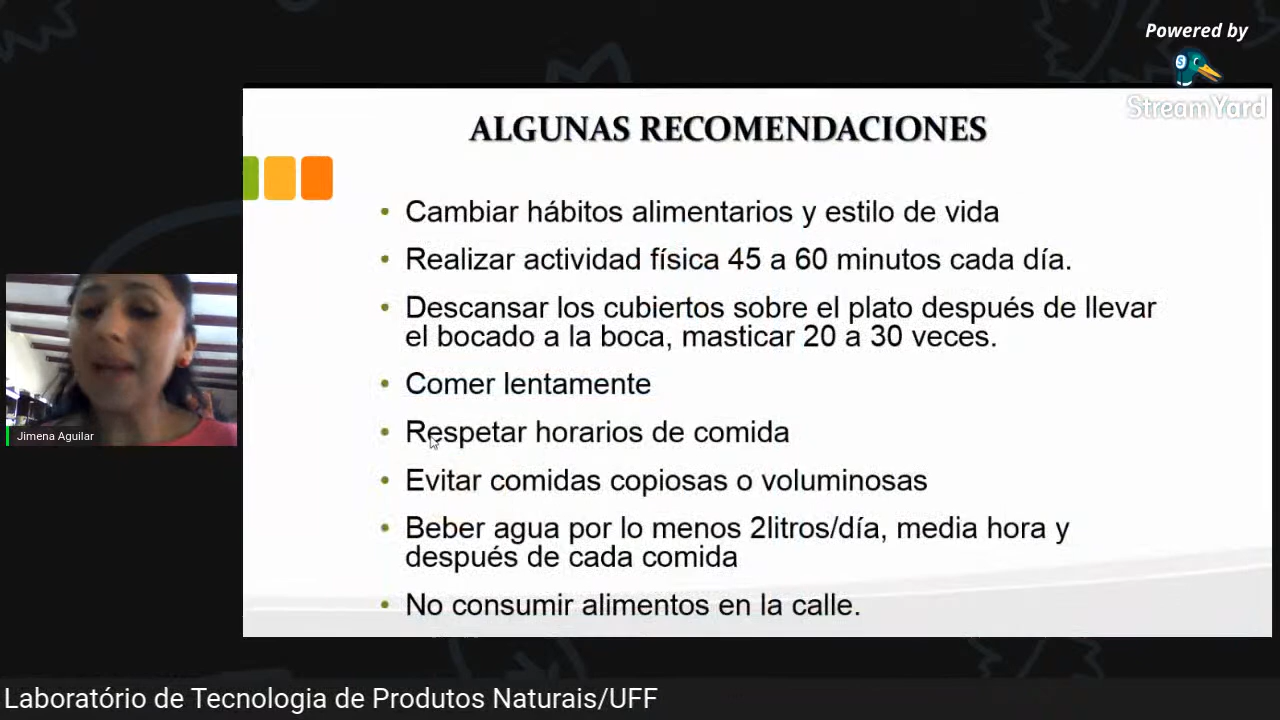 Powered by
StreamYard
ALGUNAS RECOMENDACIONES
• Cambiar hábitos alimentarios y estilo de vida
• Realizar actividad física 45 a 60 minutos cada día.
• Descansar los cubiertos sobre el plato después de llevar
el bocado a la boca, masticar 20 a 30 veces.
• Comer lentamente
• Respetar horarios de comida
• Evitar comidas copiosas o voluminosas
• Beber agua por lo menos 2litros/día, media hora y
después de cada comida
• No consumir alimentos en la calle.
Jimena Aguilar
Laboratório de Tecnologia de Produtos Naturais/UFF